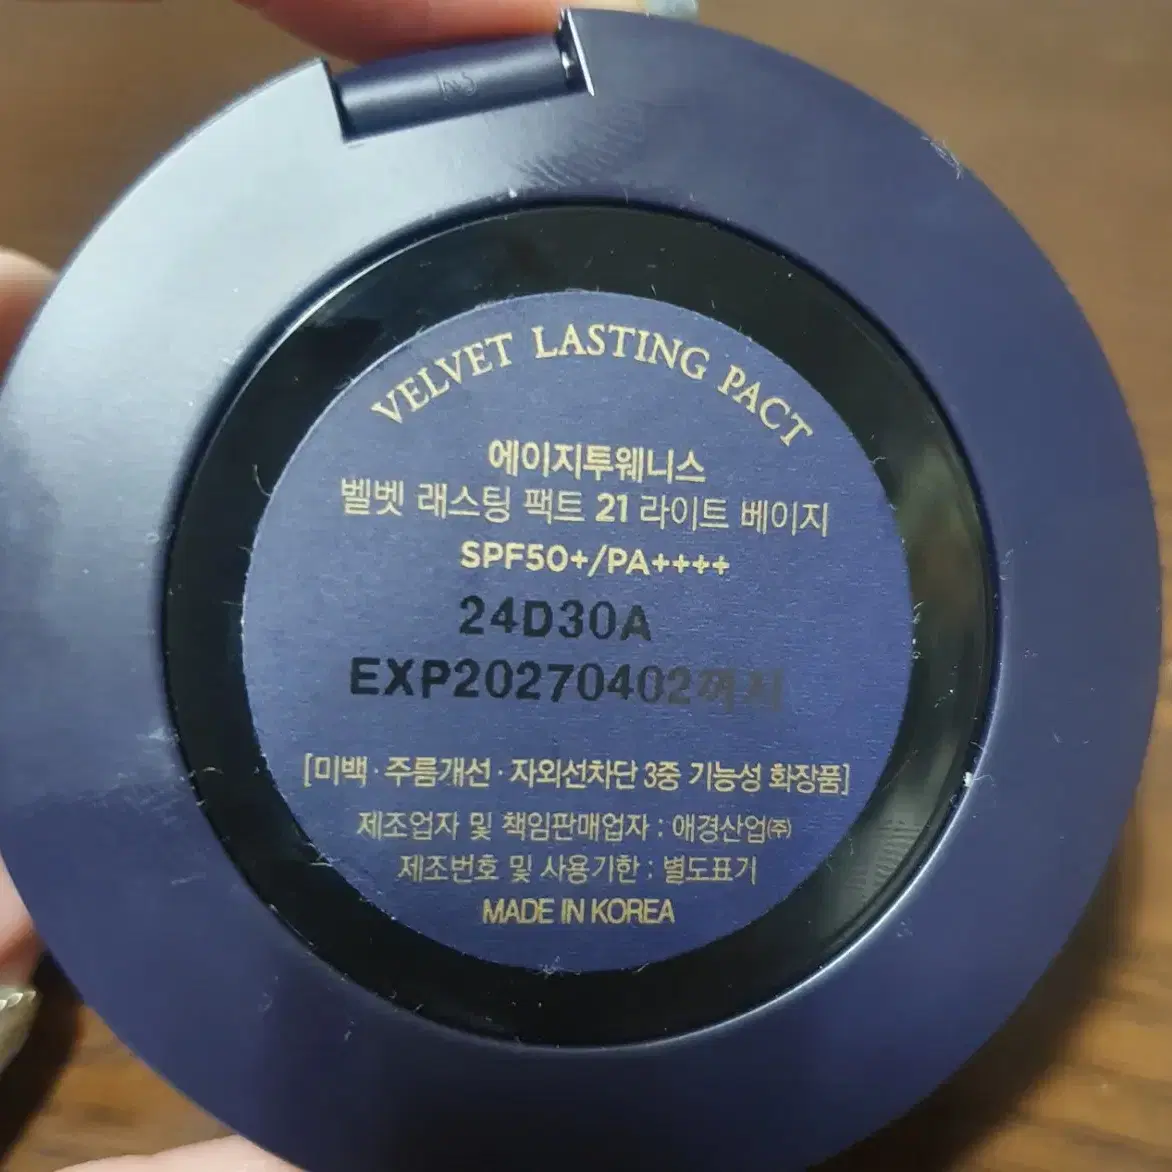 VELVET LASTING PACT
에이지투웨니스
벨벳 래스팅 팩트 21 라이트 베이지
SPF50+/PA++++
24D30A
EXP20270402까지
[미백·주름개선·자외선차단 3중 기능성 화장품]
제조업자 및 책임판매업자 : 애경산업㈜
제조번호 및 사용기한 : 별도표기
MADE IN KOREA